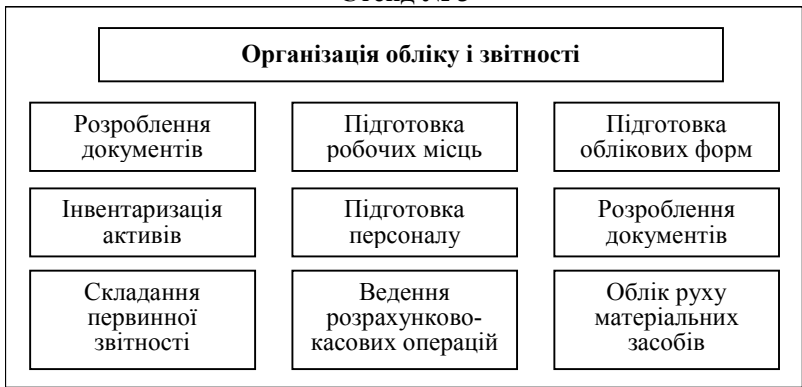 Організація обліку і звітності
Розроблення
документів
Підготовка
робочих місць
Підготовка
облікових форм
Інвентаризація
активів
Підготовка
персоналу
Розроблення
документів
Складання
первинної
звітності
Ведення
розрахунково-
касових операцій
Облік руху
матеріальних
засобів